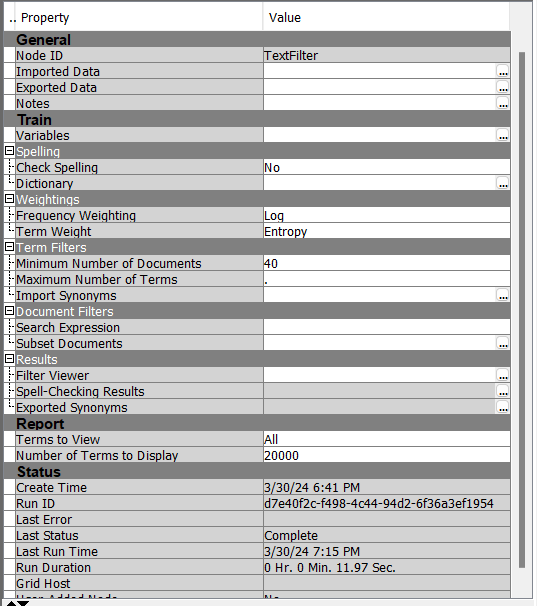 .. Property Value
General
Node ID TextFilter
Imported Data ...
Exported Data ...
Notes ...
Train
Variables ...
Spelling
Check Spelling No
Dictionary ...
Weightings
Frequency Weighting Log
Term Weight Entropy
Term Filters
Minimum Number of Documents 40
Maximum Number of Terms .
Import Synonyms ...
Document Filters
Search Expression
Subset Documents ...
Results
Filter Viewer ...
Spell-Checking Results ...
Exported Synonyms ...
Report
Terms to View All
Number of Terms to Display 20000
Status
Create Time 3/30/24 6:41 PM
Run ID d7e40f2c-f498-4c44-94d2-6f36a3ef1954
Last Error
Last Status Complete
Last Run Time 3/30/24 7:15 PM
Run Duration 0 Hr. 0 Min. 11.97 Sec.
Grid Host
User Added Node No